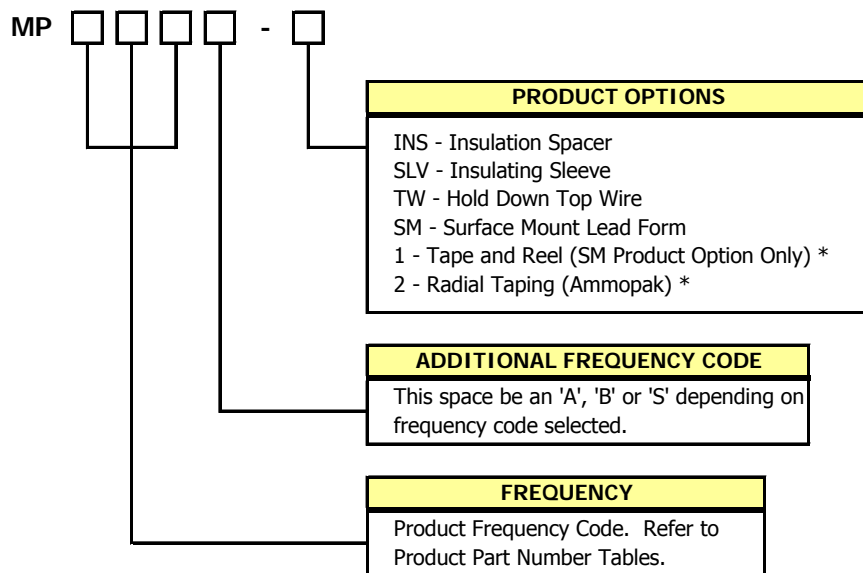 MP -
PRODUCT OPTIONS
INS - Insulation Spacer
SLV - Insulating Sleeve
TW - Hold Down Top Wire
SM - Surface Mount Lead Form
1 - Tape and Reel (SM Product Option Only) *
2 - Radial Taping (Ammopak) *
ADDITIONAL FREQUENCY CODE
This space be an 'A', 'B' or 'S' depending on
frequency code selected.
FREQUENCY
Product Frequency Code. Refer to
Product Part Number Tables.